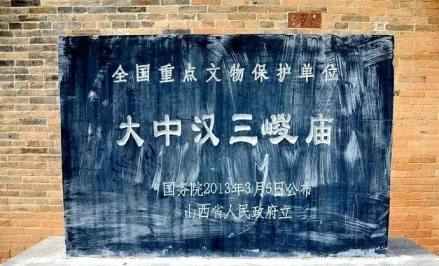 全国重点文物保护单位
大中汉三嵕庙
国务院2013年3月5日公布
山西省人民政府立